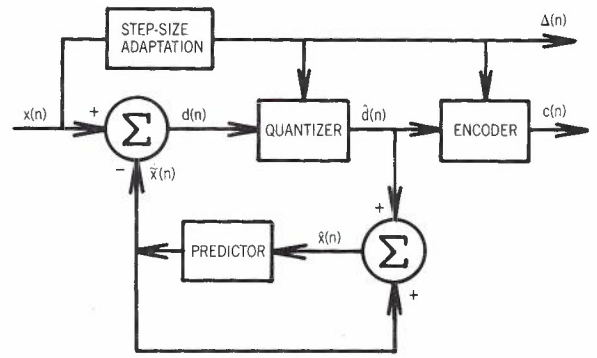 STEP-SIZE
ADAPTATION
Δ(n)
x(n)
+
Σ
d(n)
QUANTIZER
d̂(n)
ENCODER
c(n)
−
x̃(n)
+
PREDICTOR
x̂(n)
Σ
+